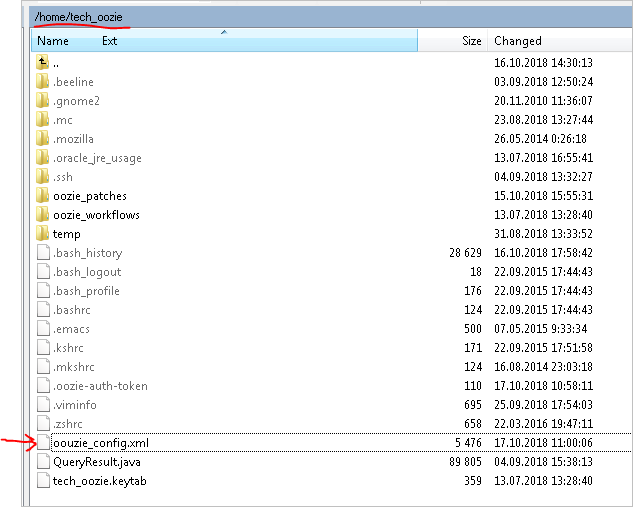 /home/tech_oozie
Name Ext Size Changed
.. 16.10.2018 14:30:13
.beeline 03.09.2018 12:50:24
.gnome2 20.11.2010 11:36:07
.mc 23.08.2018 13:27:44
.mozilla 26.05.2014 0:26:18
.oracle_jre_usage 13.07.2018 16:55:41
.ssh 04.09.2018 13:32:27
oozie_patches 15.10.2018 15:55:31
oozie_workflows 13.07.2018 13:28:40
temp 31.08.2018 13:33:52
.bash_history 28 629 16.10.2018 17:58:42
.bash_logout 18 22.09.2015 17:44:43
.bash_profile 176 22.09.2015 17:44:43
.bashrc 124 22.09.2015 17:44:43
.emacs 500 07.05.2015 9:33:34
.kshrc 171 22.09.2015 17:51:58
.mkshrc 124 16.08.2014 23:03:18
.oozie-auth-token 110 17.10.2018 10:58:11
.viminfo 695 25.09.2018 17:54:03
.zshrc 658 22.03.2016 19:47:11
oouzie_config.xml 5 476 17.10.2018 11:00:06
QueryResult.java 89 805 04.09.2018 15:38:13
tech_oozie.keytab 359 13.07.2018 13:28:40